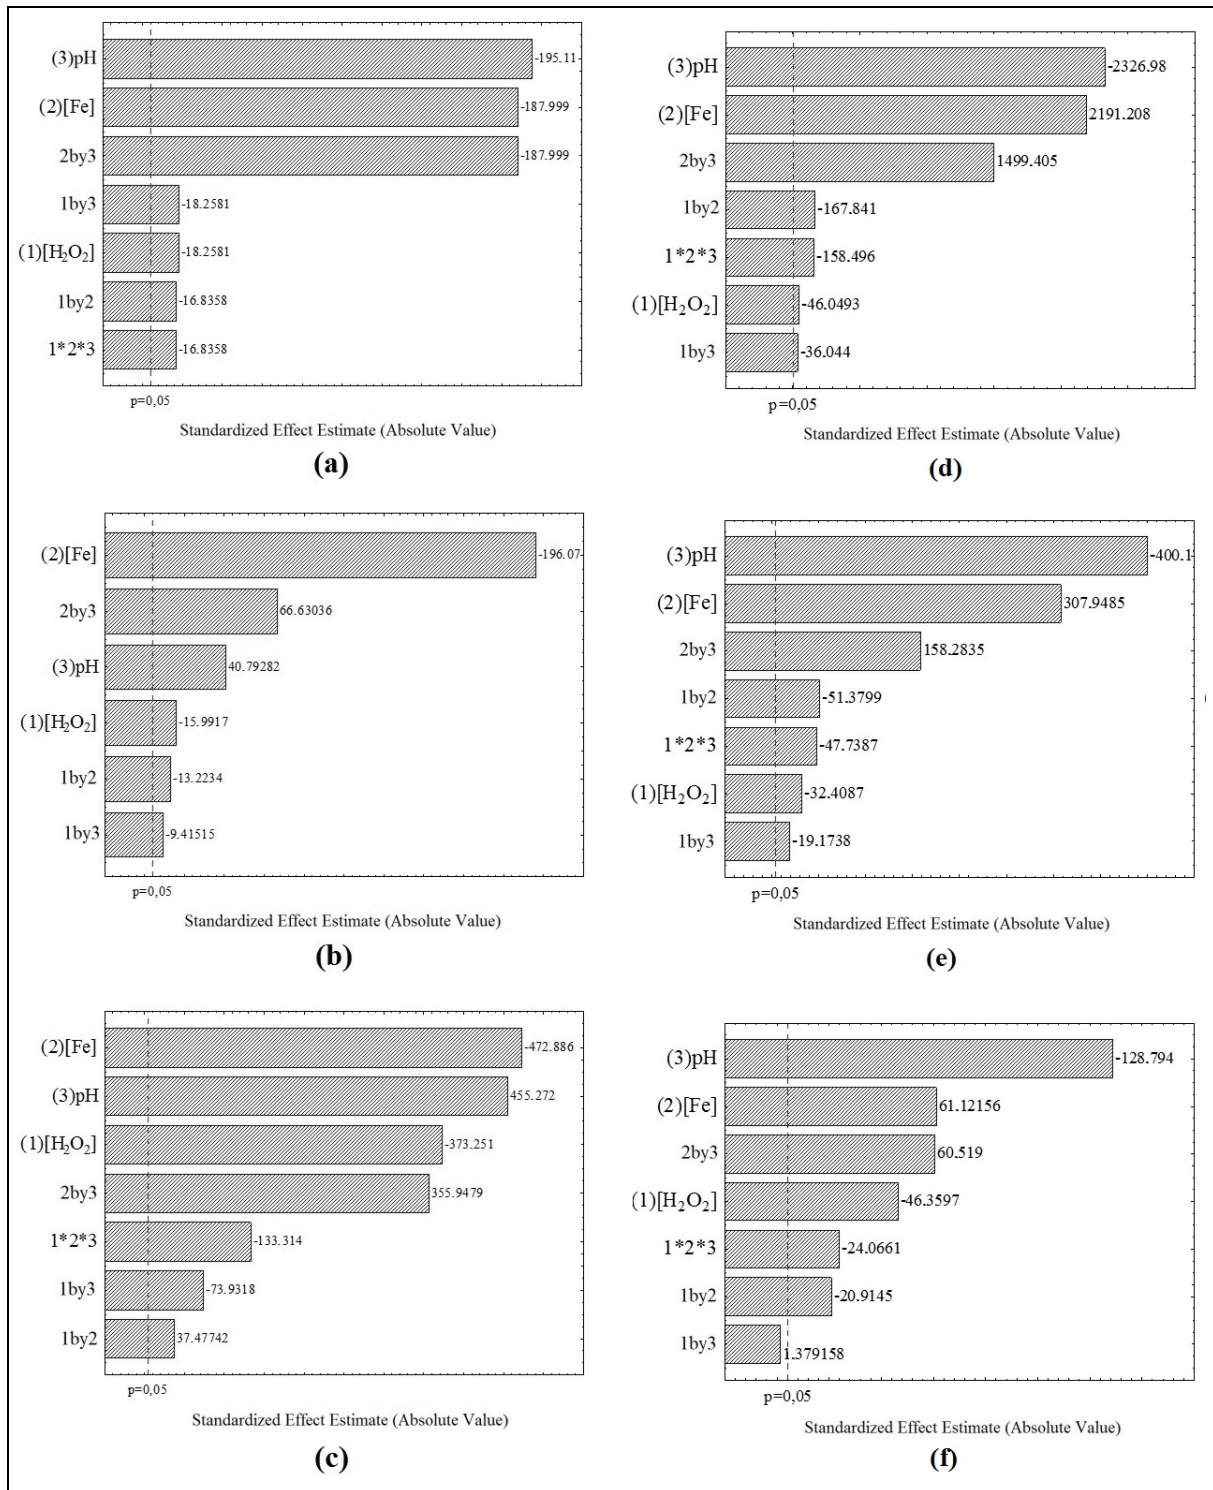 (3)pH
-195.11
(2)[Fe]
-187.999
2by3
-187.999
1by3
-18.2581
(1)[H₂O₂]
-18.2581
1by2
-16.8358
1*2*3
-16.8358
p=0,05
Standardized Effect Estimate (Absolute Value)
(a)
(3)pH
-2326.98
(2)[Fe]
2191.208
2by3
1499.405
1by2
-167.841
1*2*3
-158.496
(1)[H₂O₂]
-46.0493
1by3
-36.044
p=0,05
Standardized Effect Estimate (Absolute Value)
(d)
(2)[Fe]
-196.07
2by3
66.63036
(3)pH
40.79282
(1)[H₂O₂]
-15.9917
1by2
-13.2234
1by3
-9.41515
p=0,05
Standardized Effect Estimate (Absolute Value)
(b)
(3)pH
-400.1
(2)[Fe]
307.9485
2by3
158.2835
1by2
-51.3799
1*2*3
-47.7387
(1)[H₂O₂]
-32.4087
1by3
-19.1738
p=0,05
Standardized Effect Estimate (Absolute Value)
(e)
(2)[Fe]
-472.886
(3)pH
455.272
(1)[H₂O₂]
-373.251
2by3
355.9479
1*2*3
-133.314
1by3
-73.9318
1by2
37.47742
p=0,05
Standardized Effect Estimate (Absolute Value)
(c)
(3)pH
-128.794
(2)[Fe]
61.12156
2by3
60.519
(1)[H₂O₂]
-46.3597
1*2*3
-24.0661
1by2
-20.9145
1by3
1.379158
p=0,05
Standardized Effect Estimate (Absolute Value)
(f)